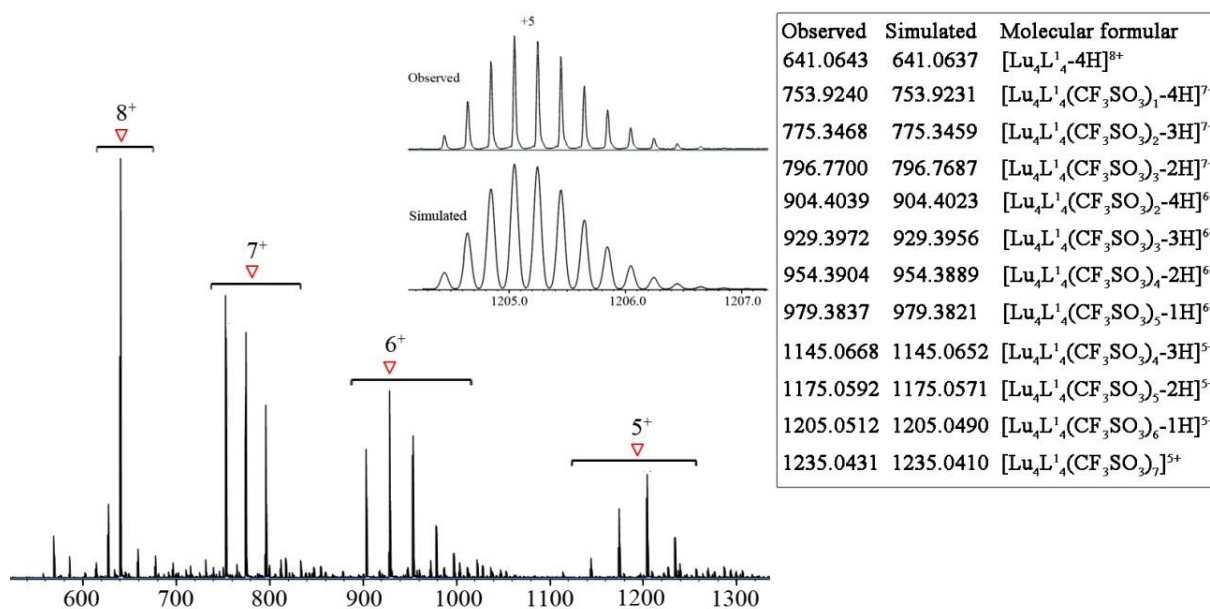 +5
Observed
Simulated
1205.0 1206.0 1207.0
8⁺
7⁺
6⁺
5⁺
600 700 800 900 1000 1100 1200 1300
Observed Simulated Molecular formular
641.0643 641.0637 [Lu₄L¹₄-4H]⁸⁺
753.9240 753.9231 [Lu₄L¹₄(CF₃SO₃)₁-4H]⁷⁺
775.3468 775.3459 [Lu₄L¹₄(CF₃SO₃)₂-3H]⁷⁺
796.7700 796.7687 [Lu₄L¹₄(CF₃SO₃)₃-2H]⁷⁺
904.4039 904.4023 [Lu₄L¹₄(CF₃SO₃)₂-4H]⁶⁺
929.3972 929.3956 [Lu₄L¹₄(CF₃SO₃)₃-3H]⁶⁺
954.3904 954.3889 [Lu₄L¹₄(CF₃SO₃)₄-2H]⁶⁺
979.3837 979.3821 [Lu₄L¹₄(CF₃SO₃)₅-1H]⁶⁺
1145.0668 1145.0652 [Lu₄L¹₄(CF₃SO₃)₄-3H]⁵⁺
1175.0592 1175.0571 [Lu₄L¹₄(CF₃SO₃)₅-2H]⁵⁺
1205.0512 1205.0490 [Lu₄L¹₄(CF₃SO₃)₆-1H]⁵⁺
1235.0431 1235.0410 [Lu₄L¹₄(CF₃SO₃)₇]⁵⁺